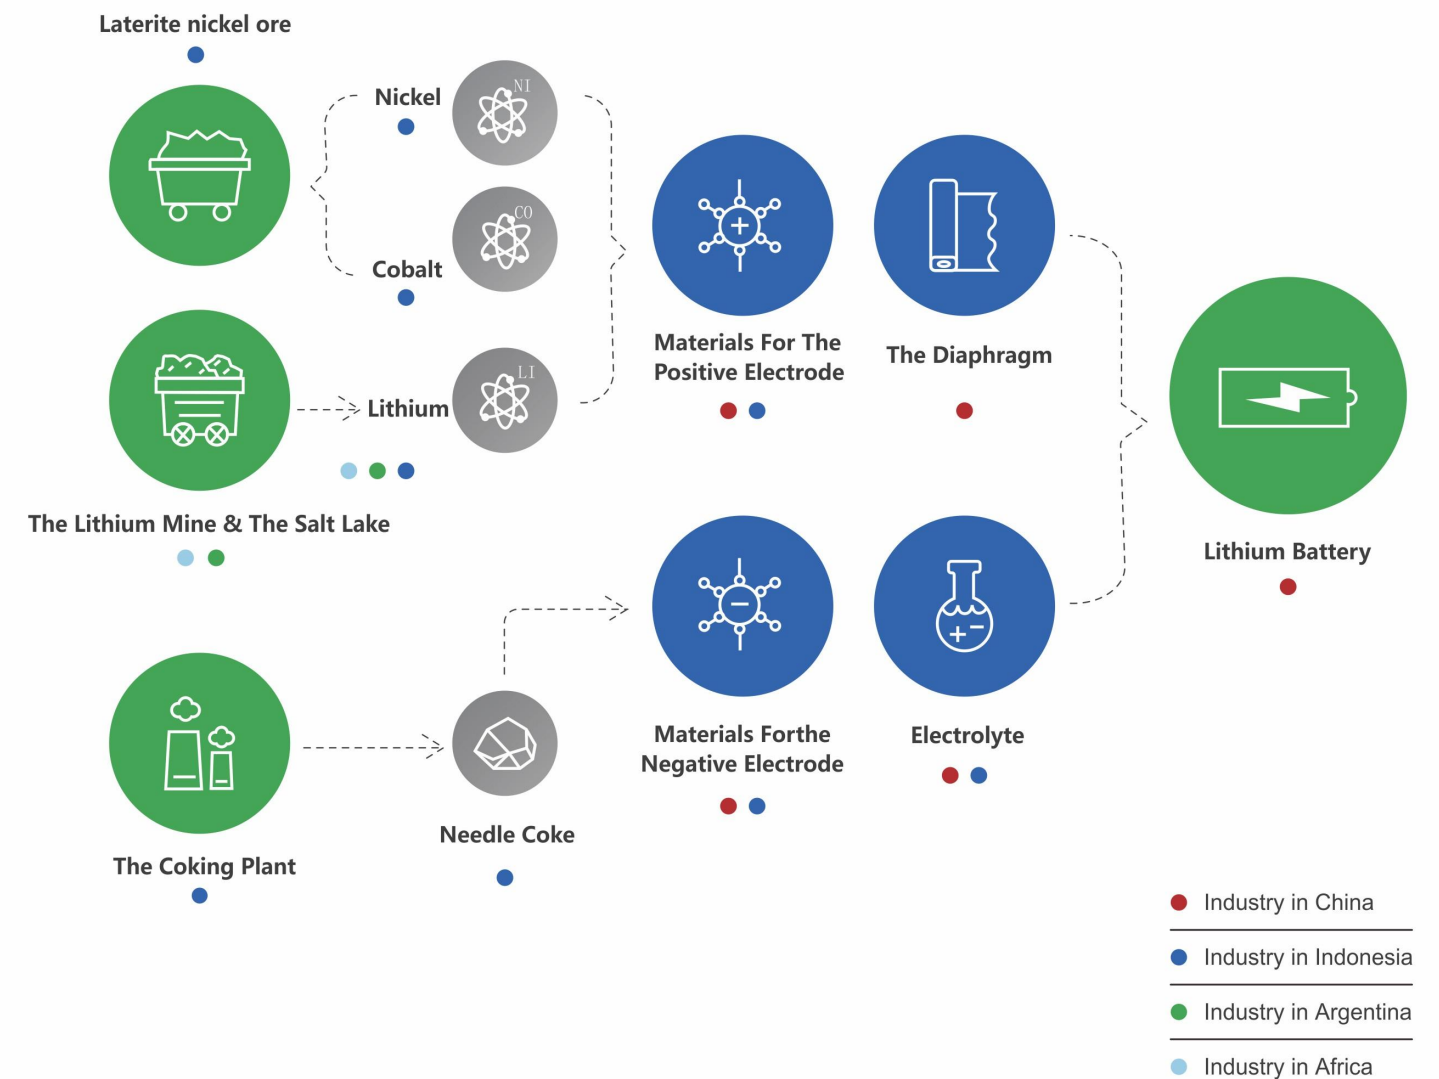 Laterite nickel ore
Nickel
NI
CO
Cobalt
LI
Lithium
The Lithium Mine & The Salt Lake
Materials For The
Positive Electrode
The Diaphragm
Lithium Battery
Materials Forthe
Negative Electrode
Electrolyte
Needle Coke
The Coking Plant
Industry in China
Industry in Indonesia
Industry in Argentina
Industry in Africa